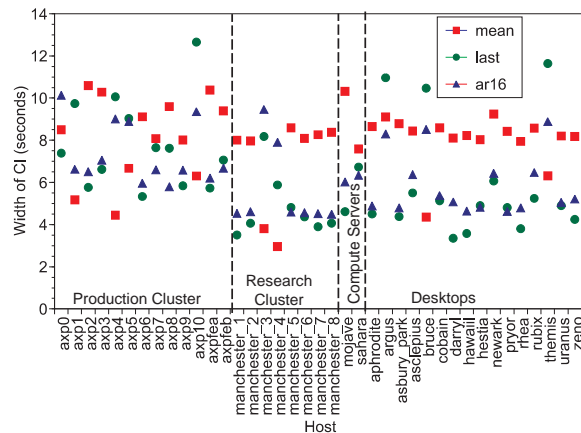 14
12
10
8
6
4
2
0
Width of CI (seconds)
mean
last
ar16
Production Cluster
Research
Cluster
Compute Servers
Desktops
axp0
axp1
axp2
axp3
axp4
axp5
axp6
axp7
axp8
axp9
axp10
axpfea
axpfeb
manchester_1
manchester_2
manchester_3
manchester_4
manchester_5
manchester_6
manchester_7
manchester_8
mojave
sahara
aphrodite
argus
asbury_park
asclepius
bruce
cobain
darryl
hawaii
hestia
newark
pryor
rhea
rubix
themis
uranus
zeno
Host